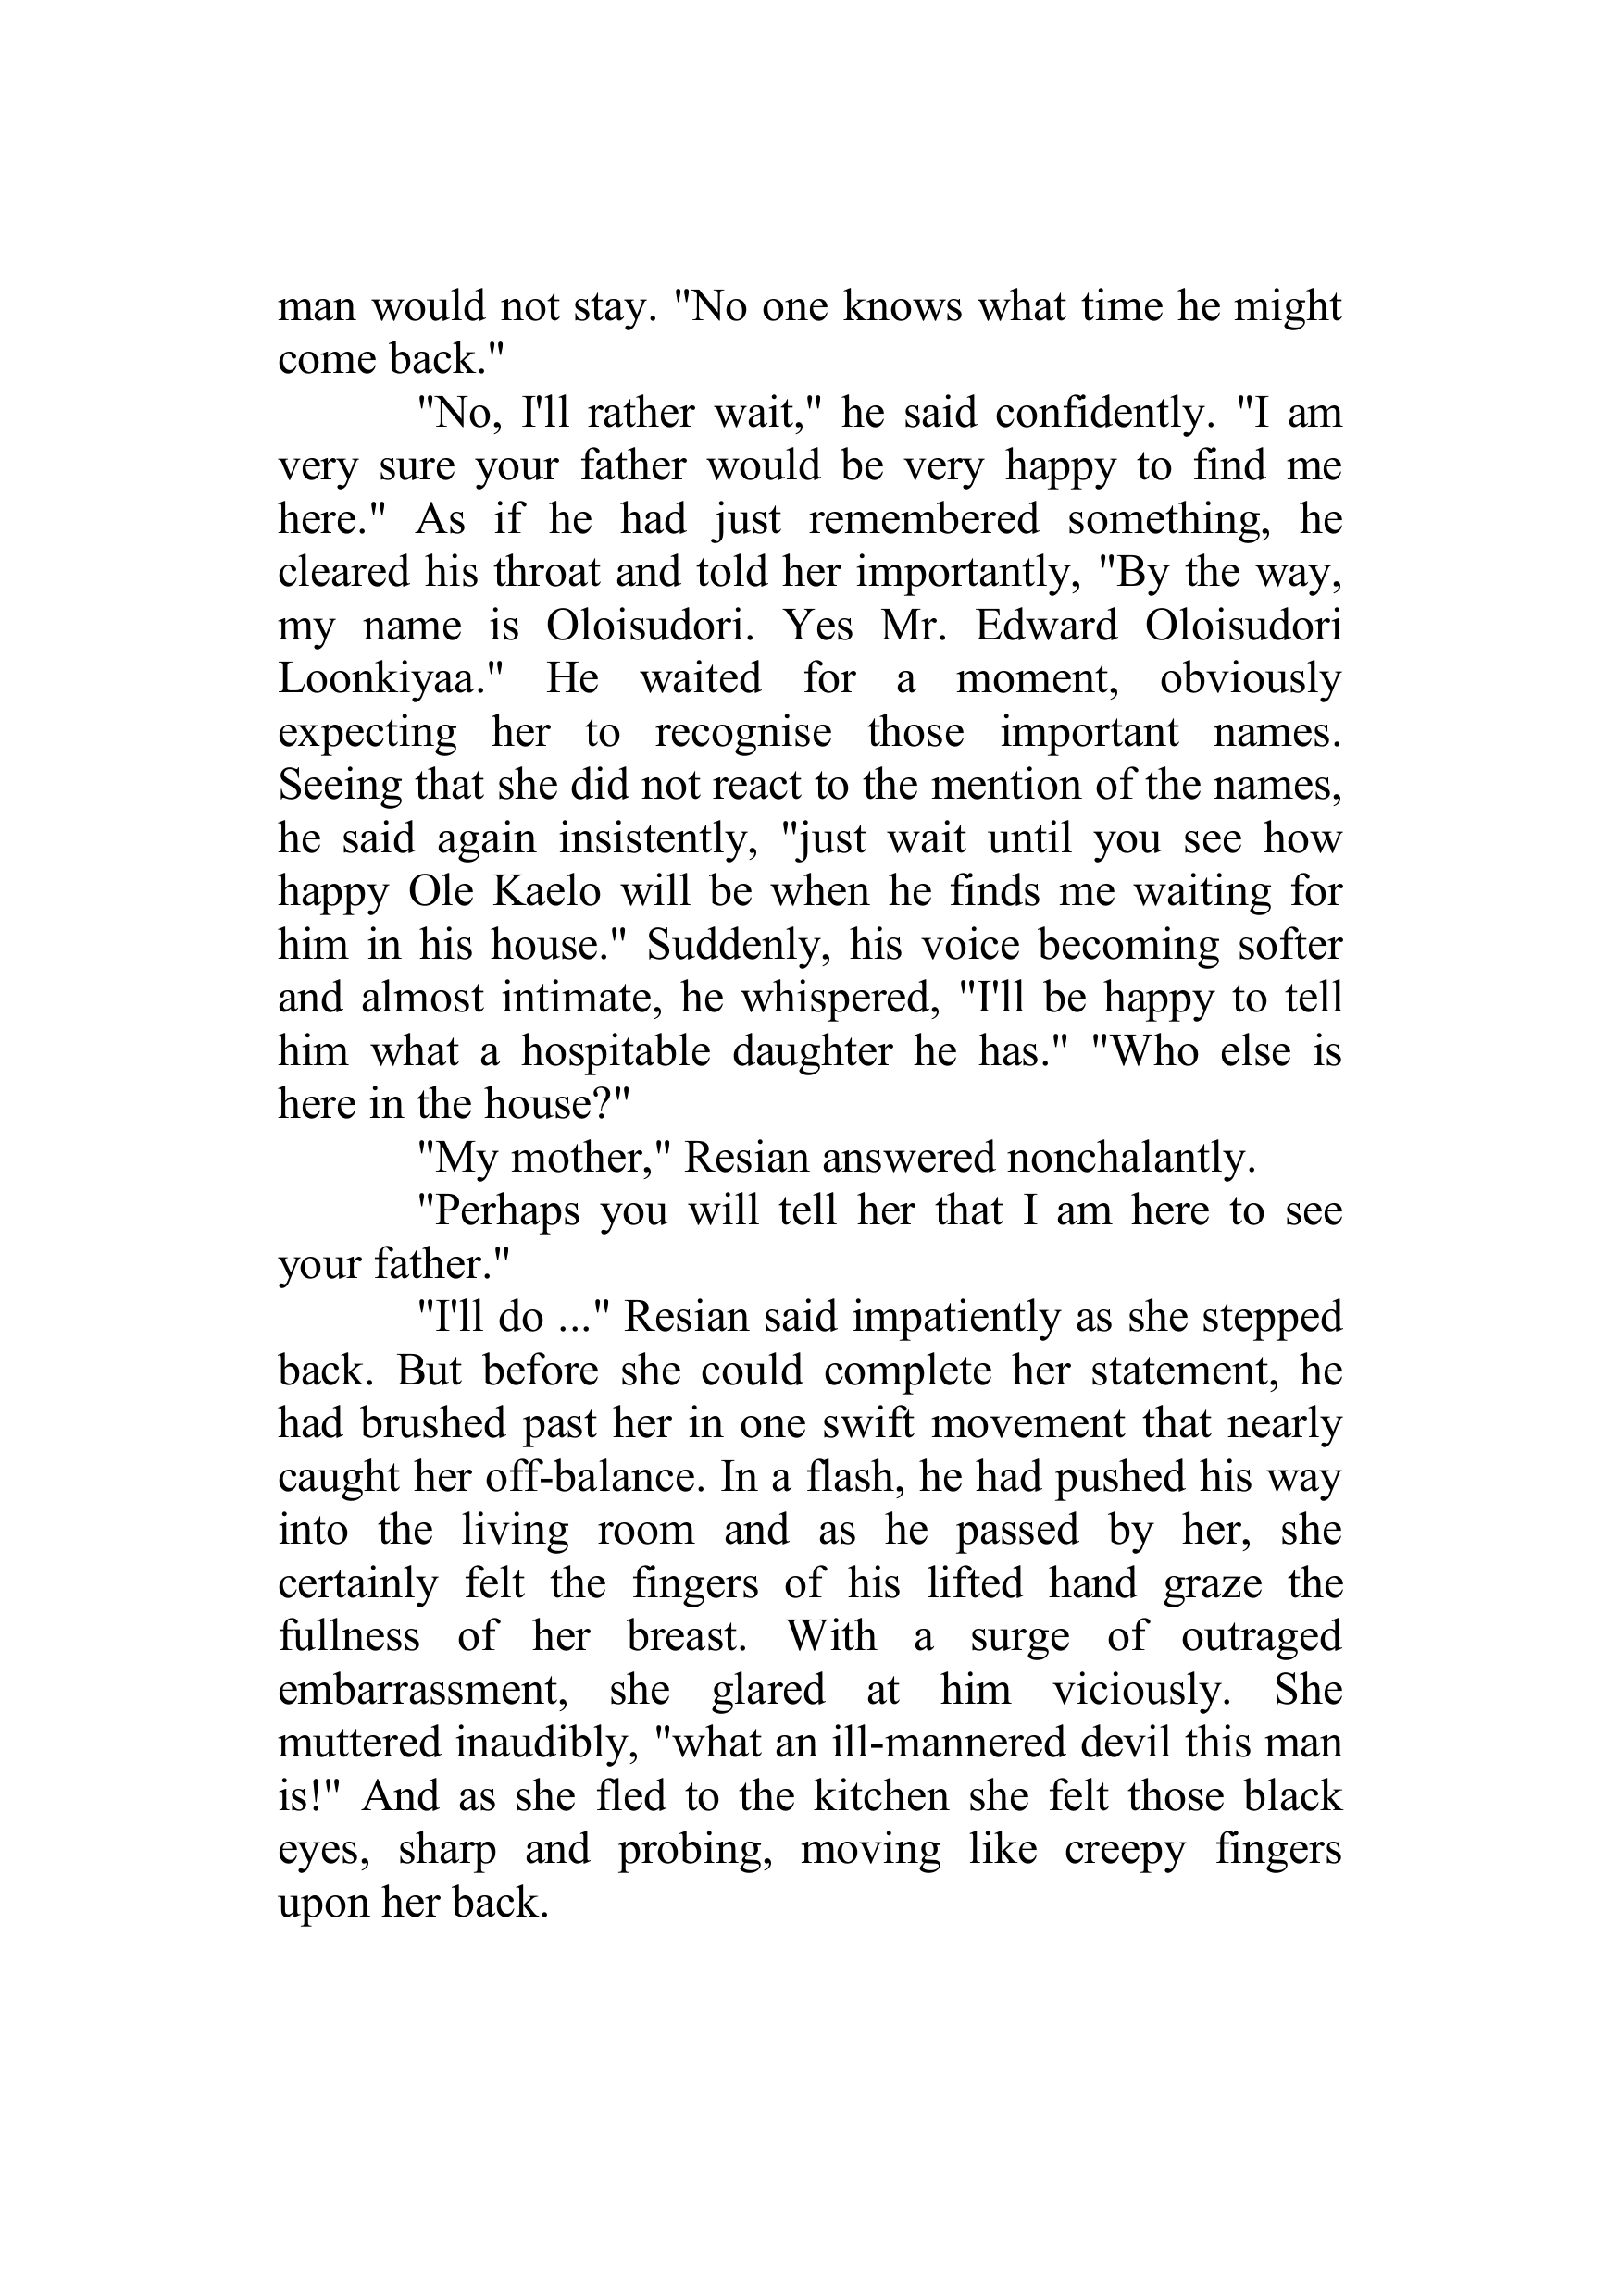 man would not stay. "No one knows what time he might
come back."
"No, I'll rather wait," he said confidently. "I am
very sure your father would be very happy to find me
here." As if he had just remembered something, he
cleared his throat and told her importantly, "By the way,
my name is Oloisudori. Yes Mr. Edward Oloisudori
Loonkiyaa." He waited for a moment, obviously
expecting her to recognise those important names.
Seeing that she did not react to the mention of the names,
he said again insistently, "just wait until you see how
happy Ole Kaelo will be when he finds me waiting for
him in his house." Suddenly, his voice becoming softer
and almost intimate, he whispered, "I'll be happy to tell
him what a hospitable daughter he has." "Who else is
here in the house?"
"My mother," Resian answered nonchalantly.
"Perhaps you will tell her that I am here to see
your father."
"I'll do ..." Resian said impatiently as she stepped
back. But before she could complete her statement, he
had brushed past her in one swift movement that nearly
caught her off-balance. In a flash, he had pushed his way
into the living room and as he passed by her, she
certainly felt the fingers of his lifted hand graze the
fullness of her breast. With a surge of outraged
embarrassment, she glared at him viciously. She
muttered inaudibly, "what an ill-mannered devil this man
is!" And as she fled to the kitchen she felt those black
eyes, sharp and probing, moving like creepy fingers
upon her back.